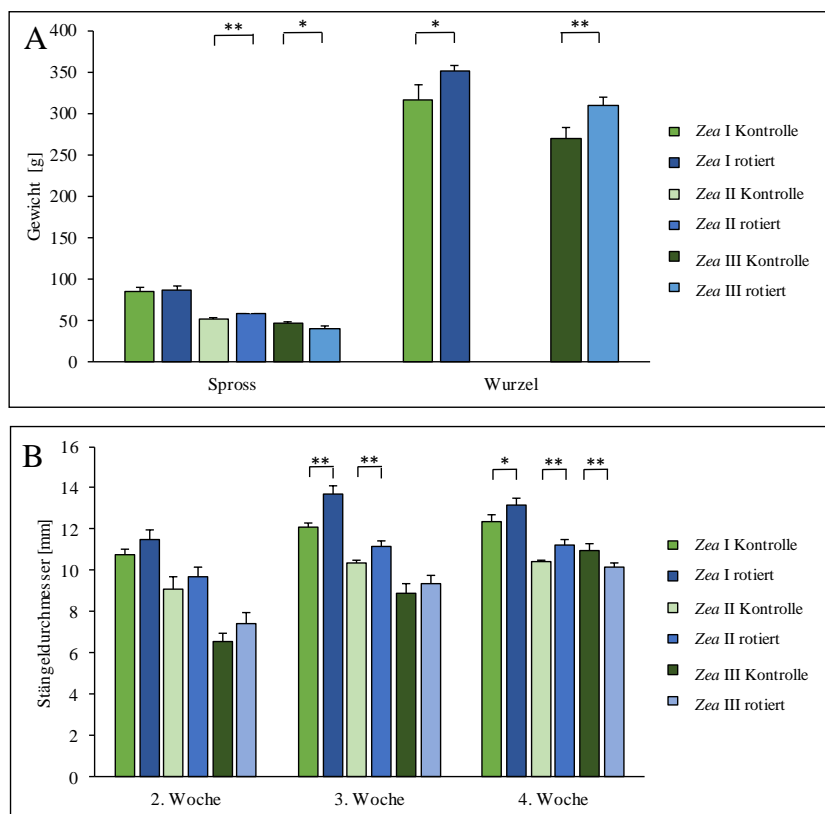 A
** * * **
400
350
300
250
200
150
100
50
0
Gewicht [g]
Spross Wurzel
Zea I Kontrolle
Zea I rotiert
Zea II Kontrolle
Zea II rotiert
Zea III Kontrolle
Zea III rotiert
B
** ** * ** **
16
14
12
10
8
6
4
2
0
Stängeldurchmesser [mm]
2. Woche 3. Woche 4. Woche
Zea I Kontrolle
Zea I rotiert
Zea II Kontrolle
Zea II rotiert
Zea III Kontrolle
Zea III rotiert